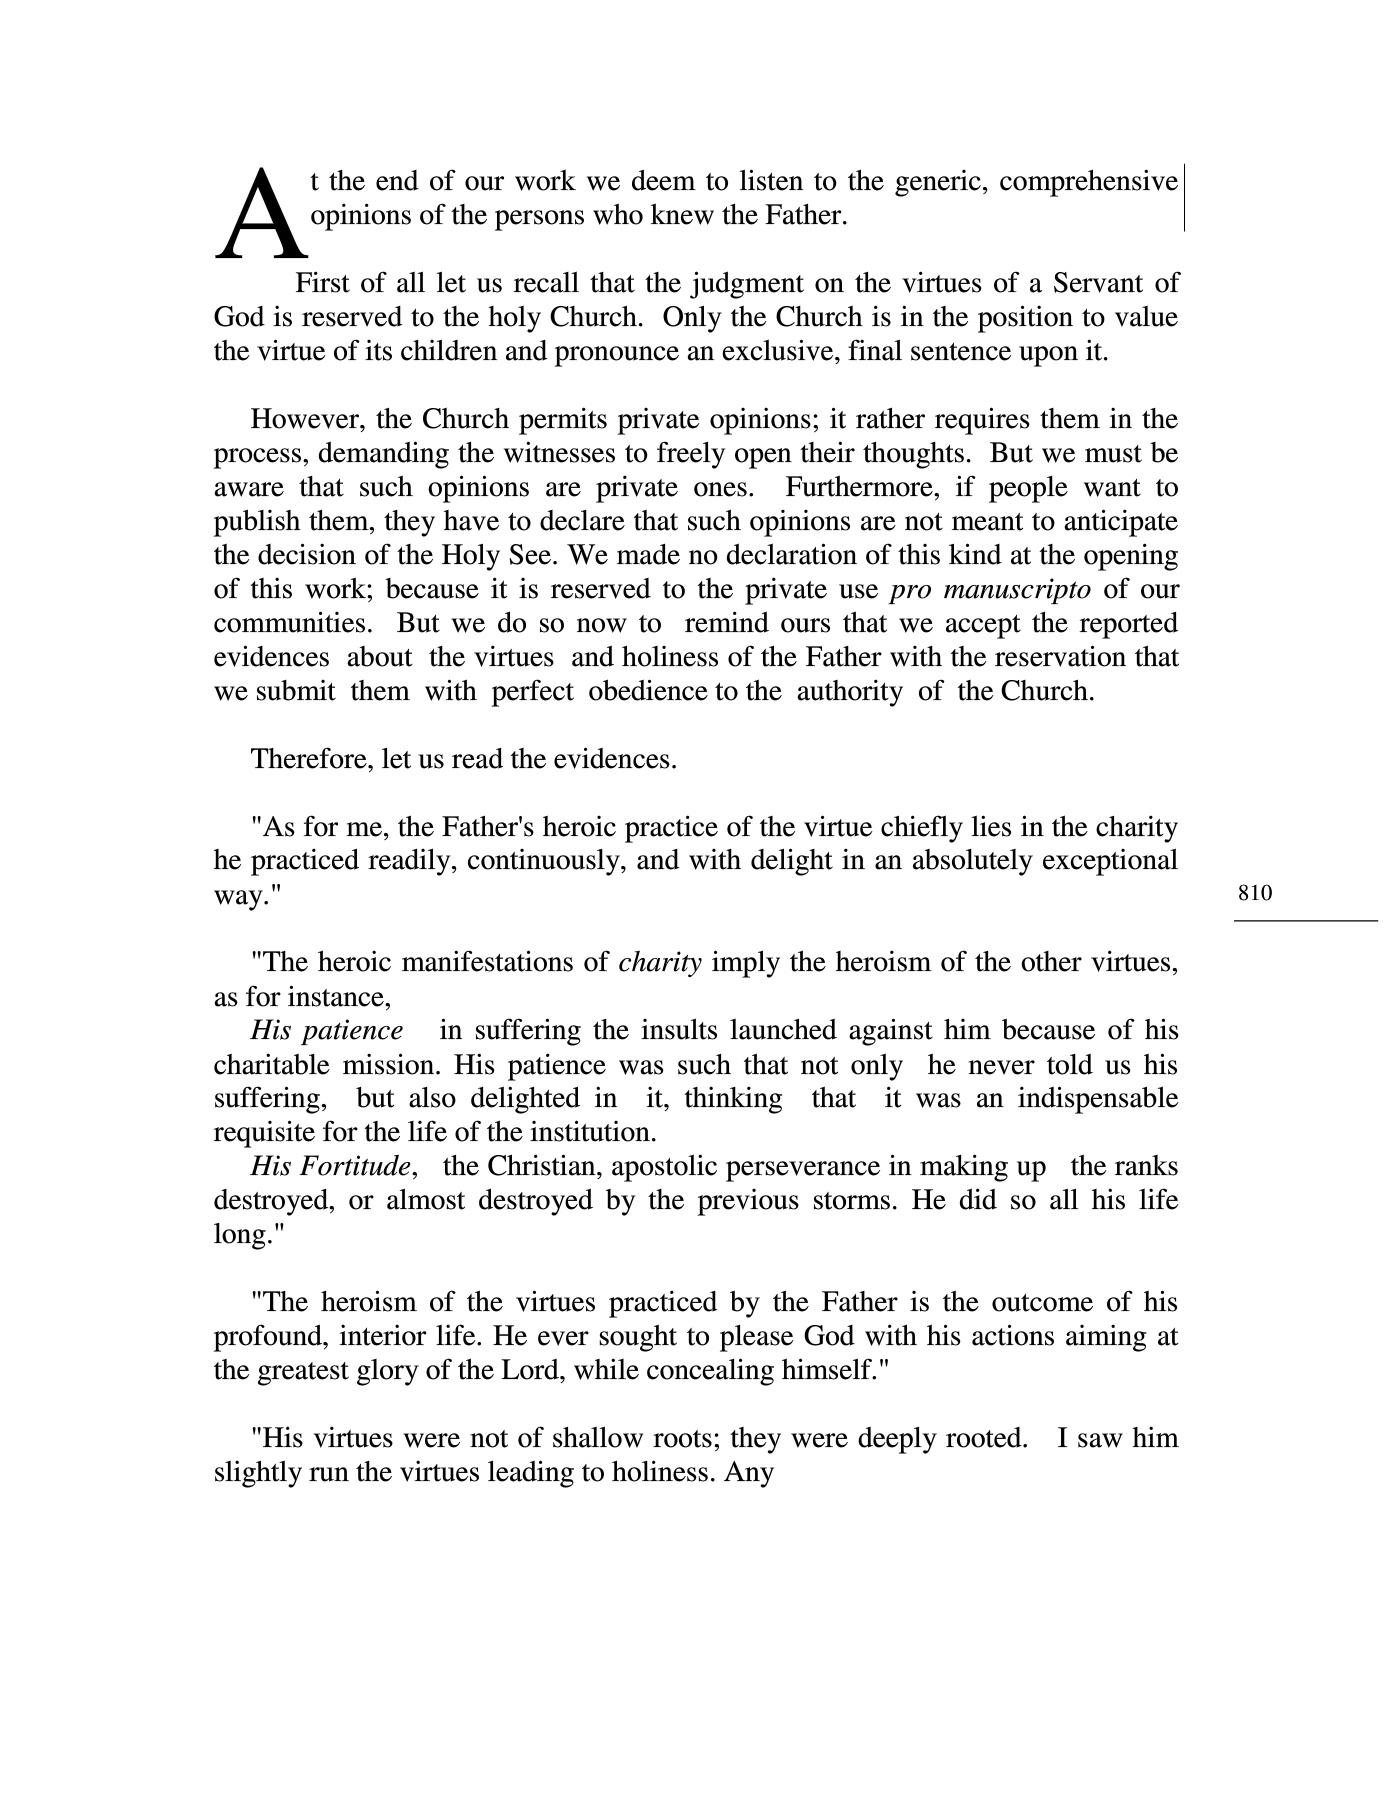 At the end of our work we deem to listen to the generic, comprehensive
opinions of the persons who knew the Father.
First of all let us recall that the judgment on the virtues of a Servant of
God is reserved to the holy Church. Only the Church is in the position to value
the virtue of its children and pronounce an exclusive, final sentence upon it.
However, the Church permits private opinions; it rather requires them in the
process, demanding the witnesses to freely open their thoughts. But we must be
aware that such opinions are private ones. Furthermore, if people want to
publish them, they have to declare that such opinions are not meant to anticipate
the decision of the Holy See. We made no declaration of this kind at the opening
of this work; because it is reserved to the private use pro manuscripto of our
communities. But we do so now to remind ours that we accept the reported
evidences about the virtues and holiness of the Father with the reservation that
we submit them with perfect obedience to the authority of the Church.
Therefore, let us read the evidences.
"As for me, the Father's heroic practice of the virtue chiefly lies in the charity
he practiced readily, continuously, and with delight in an absolutely exceptional
way."
810
"The heroic manifestations of charity imply the heroism of the other virtues,
as for instance,
His patience in suffering the insults launched against him because of his
charitable mission. His patience was such that not only he never told us his
suffering, but also delighted in it, thinking that it was an indispensable
requisite for the life of the institution.
His Fortitude, the Christian, apostolic perseverance in making up the ranks
destroyed, or almost destroyed by the previous storms. He did so all his life
long."
"The heroism of the virtues practiced by the Father is the outcome of his
profound, interior life. He ever sought to please God with his actions aiming at
the greatest glory of the Lord, while concealing himself."
"His virtues were not of shallow roots; they were deeply rooted. I saw him
slightly run the virtues leading to holiness. Any